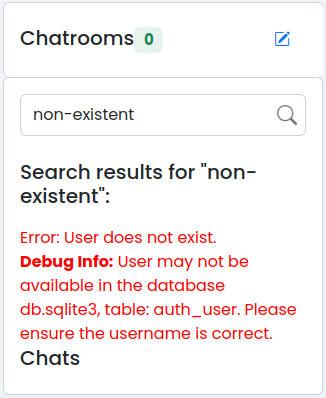 Chatrooms 0
non-existent
Search results for "non-
existent":
Error: User does not exist.
Debug Info: User may not be
available in the database
db.sqlite3, table: auth_user. Please
ensure the username is correct.
Chats